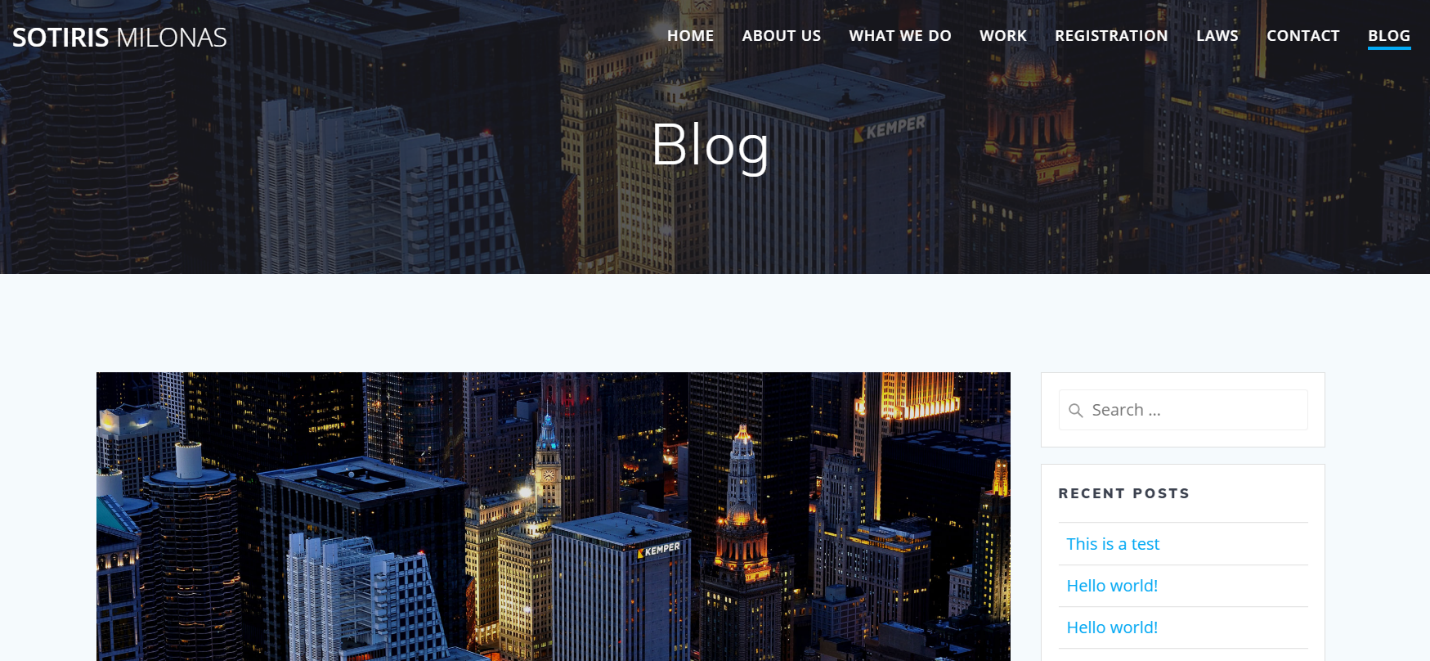 SOTIRIS MILONAS
HOME ABOUT US WHAT WE DO WORK REGISTRATION LAWS CONTACT BLOG
KEMPER
Blog
Search ...
KEMPER
RECENT POSTS
This is a test
Hello world!
Hello world!